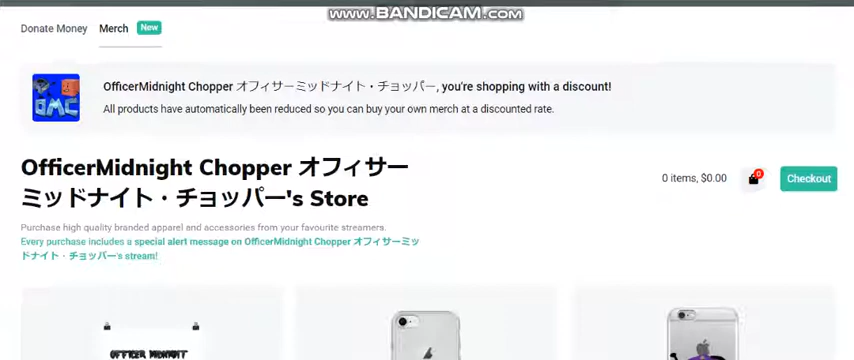 www.BANDICAM.com
Donate Money Merch New
OMC
OfficerMidnight Chopper オフィサーミッドナイト・チョッパー, you're shopping with a discount!
All products have automatically been reduced so you can buy your own merch at a discounted rate.
OfficerMidnight Chopper オフィサー
ミッドナイト・チョッパー's Store
0 items, $0.00 0 Checkout
Purchase high quality branded apparel and accessories from your favourite streamers.
Every purchase includes a special alert message on OfficerMidnight Chopper オフィサーミッ
ドナイト・チョッパー's stream!
OFFICER MIDNIGHT